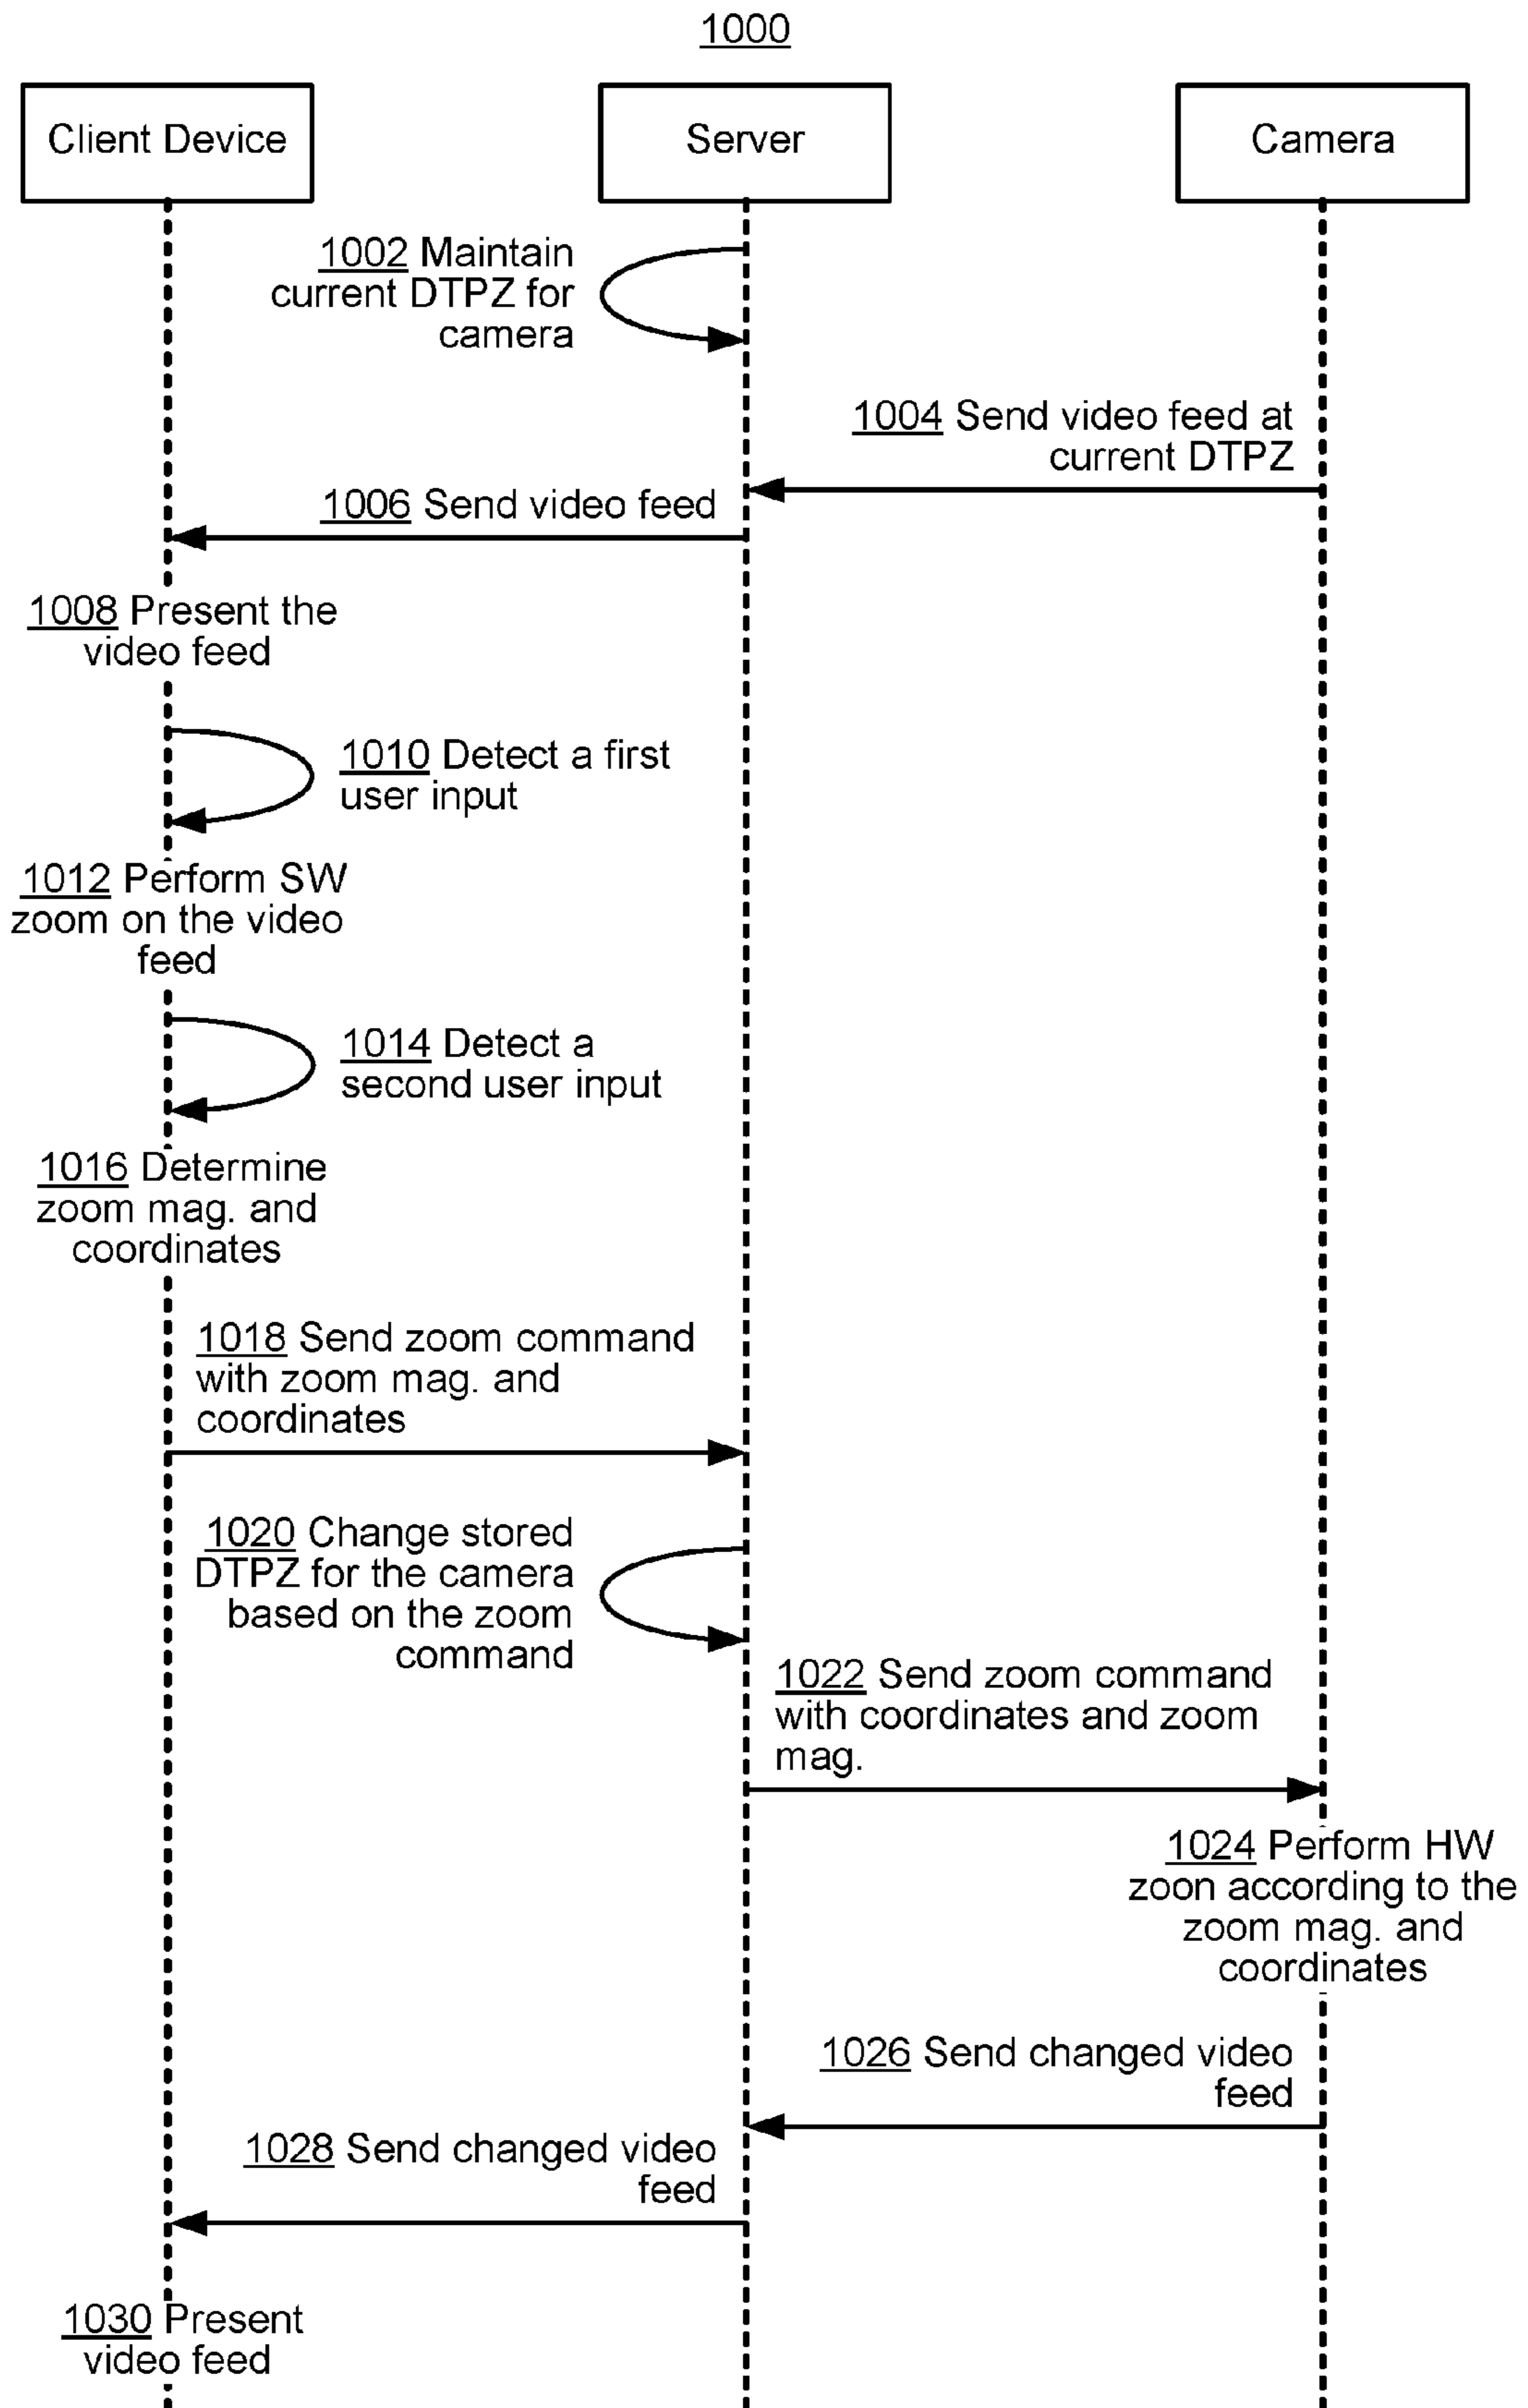 1000
Client Device
Server
Camera
1002 Maintain
current DTPZ for
camera
1004 Send video feed at
current DTPZ
1006 Send video feed
1008 Present the
video feed
1010 Detect a first
user input
1012 Perform SW
zoom on the video
feed
1014 Detect a
second user input
1016 Determine
zoom mag. and
coordinates
1018 Send zoom command
with zoom mag. and
coordinates
1020 Change stored
DTPZ for the camera
based on the zoom
command
1022 Send zoom command
with coordinates and zoom
mag.
1024 Perform HW
zoon according to the
zoom mag. and
coordinates
1026 Send changed video
feed
1028 Send changed video
feed
1030 Present
video feed